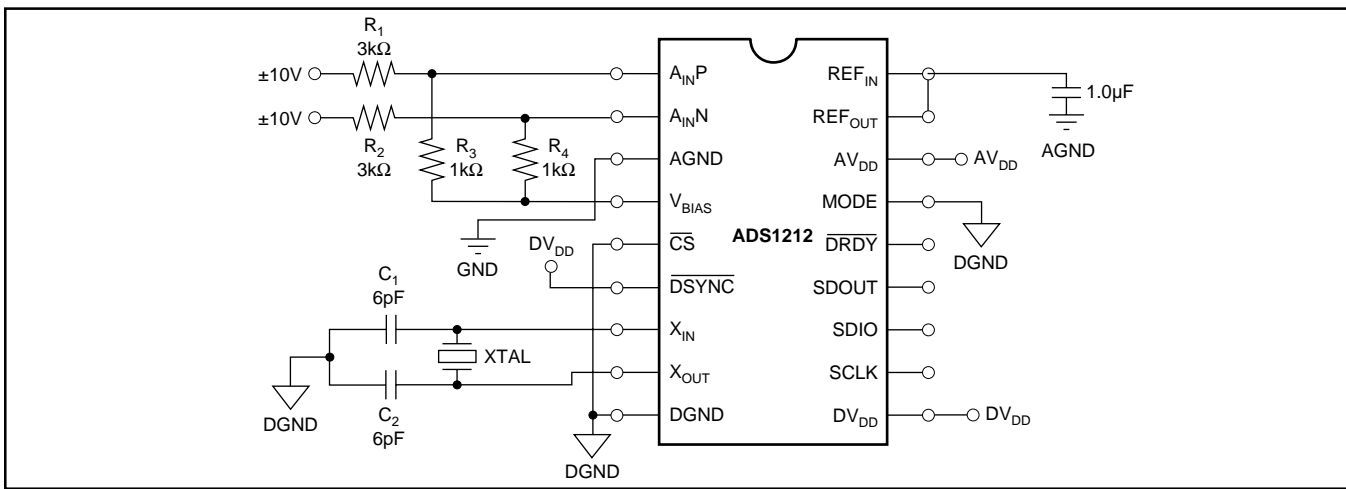 R1
3kΩ
±10V
±10V
R2
3kΩ
R3
1kΩ
R4
1kΩ
GND
DVDD
C1
6pF
XTAL
C2
6pF
DGND
DGND
AINP
AINN
AGND
VBIAS
CS
DSYNC
XIN
XOUT
DGND
ADS1212
REFIN
REFOUT
AVDD
MODE
DRDY
SDOUT
SDIO
SCLK
DVDD
1.0µF
AGND
AVDD
DGND
DVDD